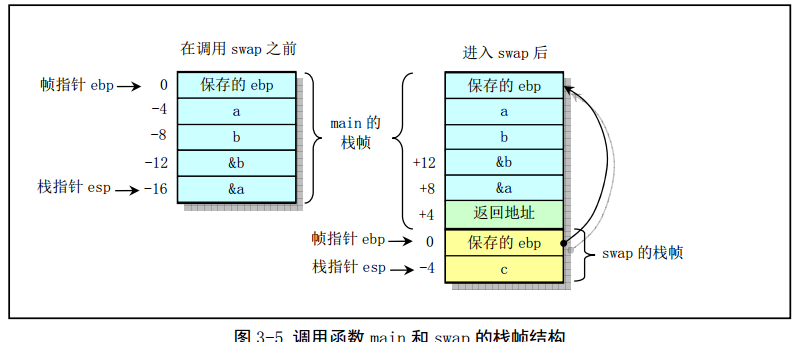 在调用 swap 之前
帧指针 ebp
0
保存的 ebp
-4
a
-8
b
-12
&b
栈指针 esp
-16
&a
main 的
栈帧
进入 swap 后
保存的 ebp
a
b
+12
&b
+8
&a
+4
返回地址
帧指针 ebp
0
保存的 ebp
栈指针 esp
-4
c
swap 的栈帧
图 3-5 调用函数 main 和 swap 的栈帧结构